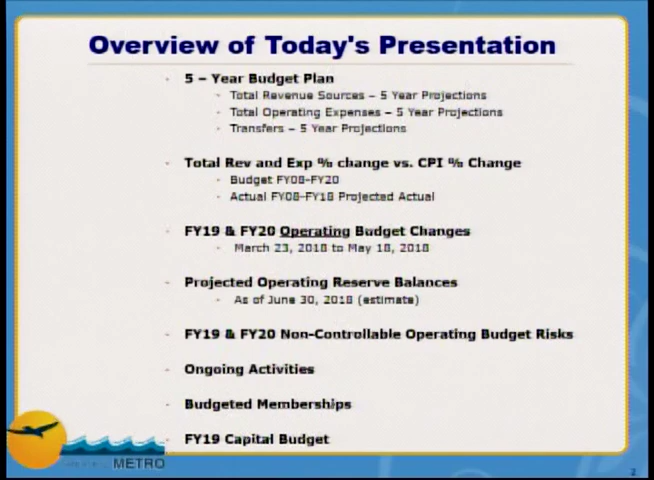 Overview of Today's Presentation
5 – Year Budget Plan
Total Revenue Sources – 5 Year Projections
Total Operating Expenses – 5 Year Projections
Transfers – 5 Year Projections
Total Rev and Exp % change vs. CPI % Change
Budget FY08–FY20
Actual FY08–FY18 Projected Actual
FY19 & FY20 Operating Budget Changes
March 23, 2018 to May 18, 2018
Projected Operating Reserve Balances
As of June 30, 2018 (estimate)
FY19 & FY20 Non-Controllable Operating Budget Risks
Ongoing Activities
Budgeted Memberships
FY19 Capital Budget
METRO
2